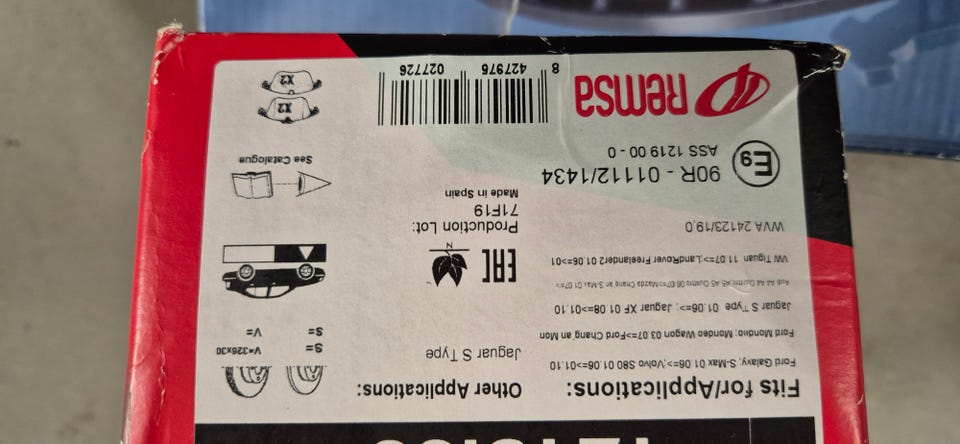 Fits for/Applications:
Ford Galaxy; S-Max 01.06=>;Volvo S80 01.06>01.10
Ford Mondeo; Mondeo Wagon 03.07=>Ford Chang an Mon
Jaguar S Type 01.06=>; Jaguar XF 01.08=>01.10
VW Tiguan 11.07=>;LandRover Freelander2 01.06=>01
WVA 24123/19,0
Other Applications:
Jaguar S Type
V=326x30
S=
S=
V=
EAC
N
Production Lot:
71F19
Made in Spain
See Catalogue
90R - 01112/1434
ASS 1219 00 - 0
E9
Remsa
8 427975 027726
X2
X2